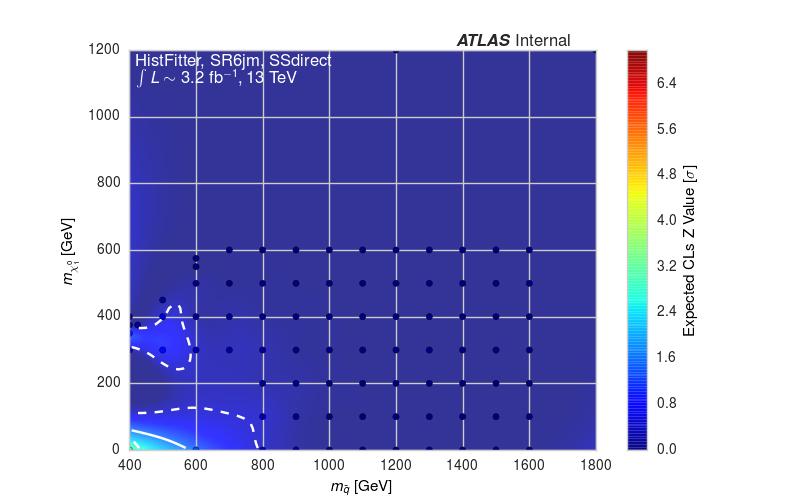 ATLAS Internal
HistFitter, SR6jm, SSdirect
∫ L ∼ 3.2 fb⁻¹, 13 TeV
1200
1000
800
600
400
200
0
m_χ̃₁⁰ [GeV]
400 600 800 1000 1200 1400 1600 1800
m_q̃ [GeV]
6.4
5.6
4.8
4.0
3.2
2.4
1.6
0.8
0.0
Expected CLs Z Value [σ]